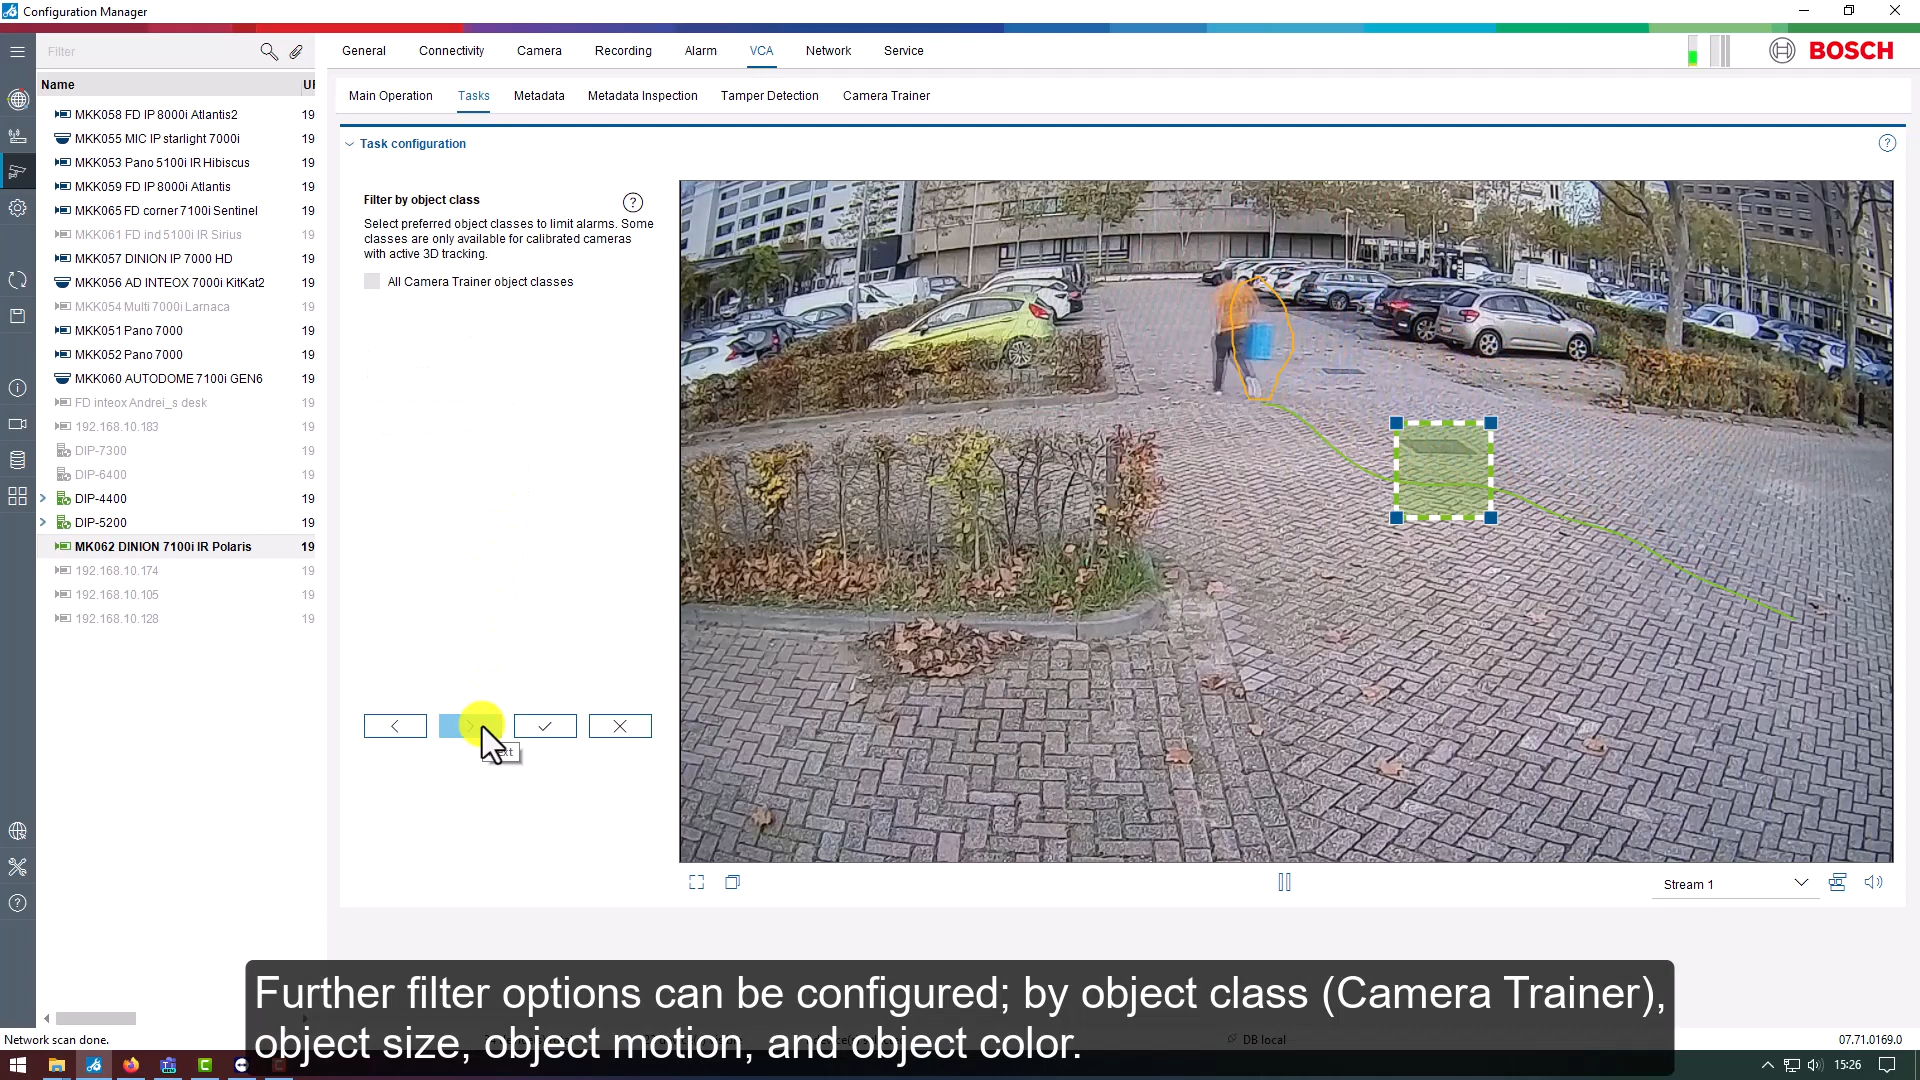 Configuration Manager
Filter
General
Connectivity
Camera
Recording
Alarm
VCA
Network
Service
BOSCH
Name
UF
Main Operation
Tasks
Metadata
Metadata Inspection
Tamper Detection
Camera Trainer
MKK058 FD IP 8000i Atlantis2 19
MKK055 MIC IP starlight 7000i 19
MKK053 Pano 5100i IR Hibiscus 19
MKK059 FD IP 8000i Atlantis 19
MKK065 FD corner 7100i Sentinel 19
MKK061 FD ind 5100i IR Sirius 19
MKK057 DINION IP 7000 HD 19
MKK056 AD INTEOX 7000i KitKat2 19
MKK054 Multi 7000i Larnaca 19
MKK051 Pano 7000 19
MKK052 Pano 7000 19
MKK060 AUTODOME 7100i GEN6 19
FD inteox Andrei_s desk 19
192.168.10.183 19
DIP-7300 19
DIP-6400 19
DIP-4400 19
DIP-5200 19
MK062 DINION 7100i IR Polaris 19
192.168.10.174 19
192.168.10.105 19
192.168.10.128 19
Task configuration
Filter by object class
Select preferred object classes to limit alarms. Some
classes are only available for calibrated cameras
with active 3D tracking.
All Camera Trainer object classes
Stream 1
Further filter options can be configured; by object class (Camera Trainer),
object size, object motion, and object color.
Network scan done.
DB local
07.71.0169.0
15:26